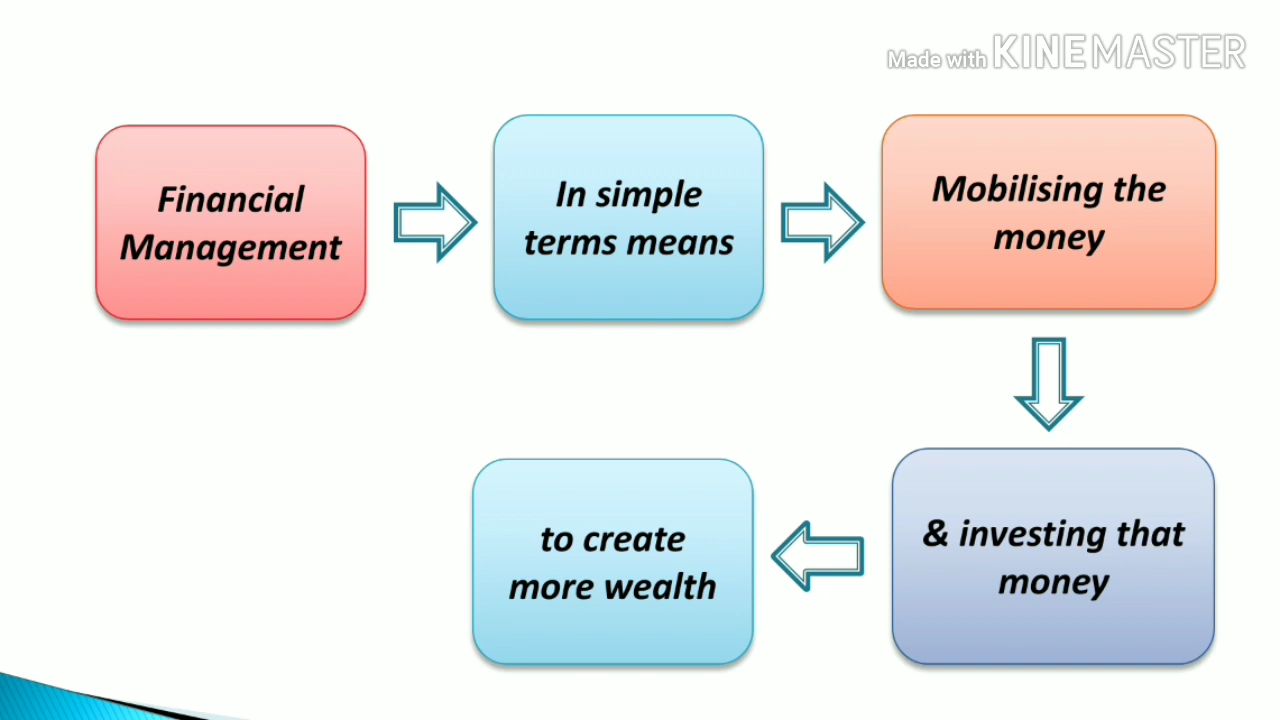 Made with KINEMASTER
Financial
Management
In simple
terms means
Mobilising the
money
& investing that
money
to create
more wealth